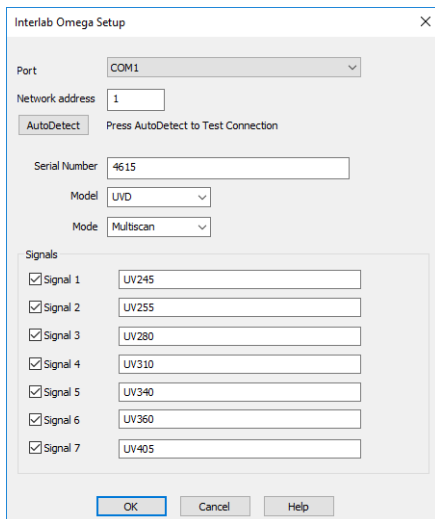 Interlab Omega Setup
Port COM1
Network address 1
AutoDetect Press AutoDetect to Test Connection
Serial Number 4615
Model UVD
Mode Multiscan
Signals
Signal 1 UV245
Signal 2 UV255
Signal 3 UV280
Signal 4 UV310
Signal 5 UV340
Signal 6 UV360
Signal 7 UV405
OK Cancel Help